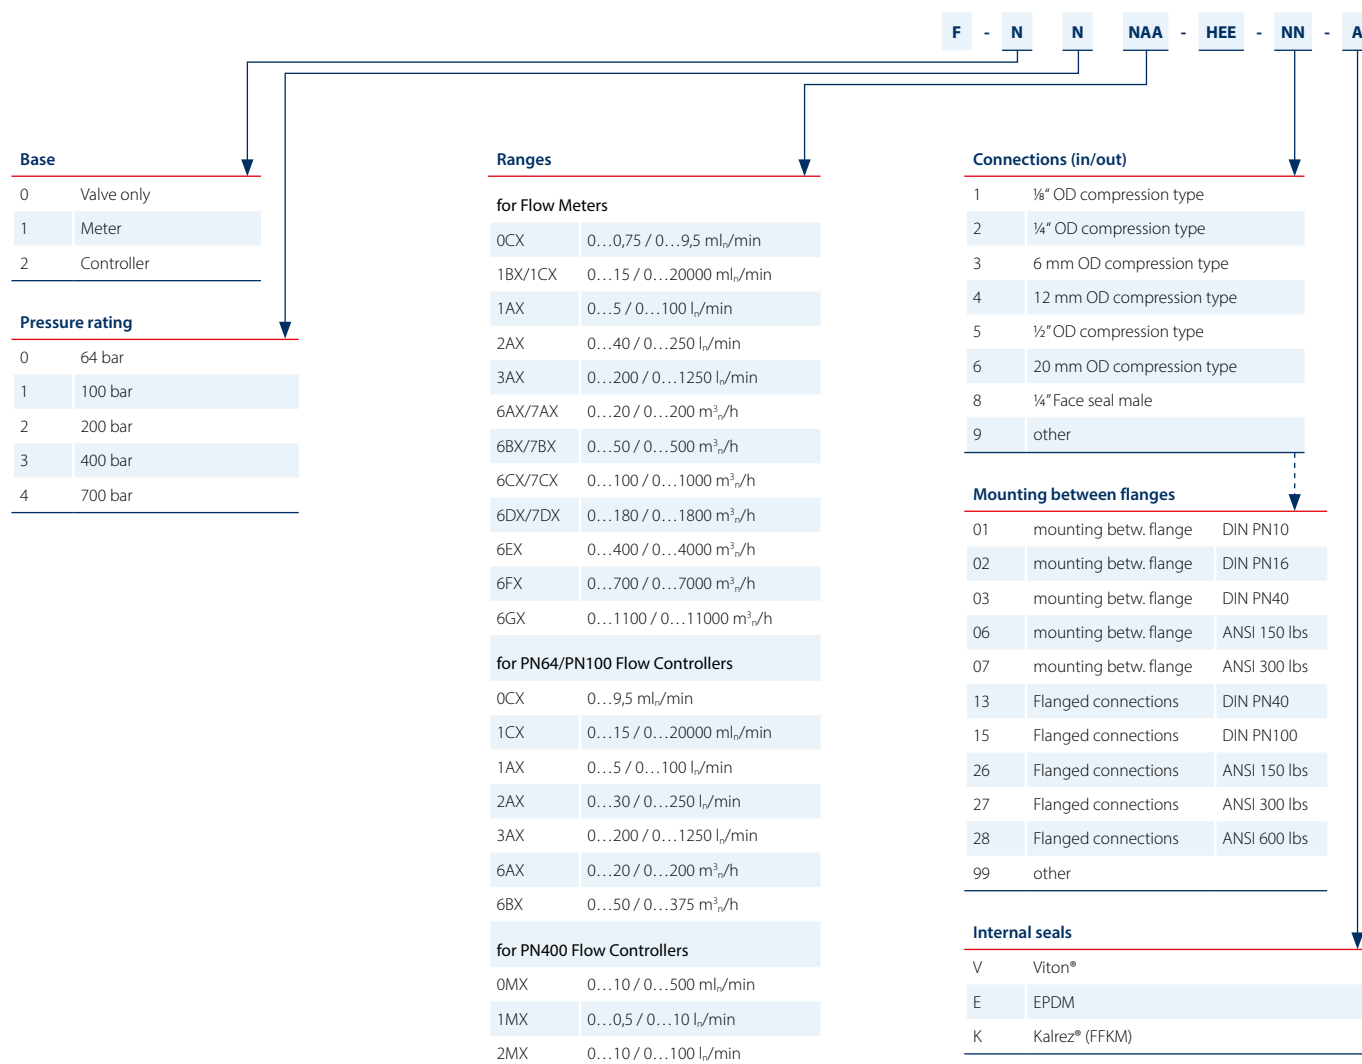 F - N N NAA - HEE - NN - A
Base
0 Valve only
1 Meter
2 Controller
Pressure rating
0 64 bar
1 100 bar
2 200 bar
3 400 bar
4 700 bar
Ranges
for Flow Meters
0CX 0…0,75 / 0…9,5 mlₙ/min
1BX/1CX 0…15 / 0…20000 mlₙ/min
1AX 0…5 / 0…100 lₙ/min
2AX 0…40 / 0…250 lₙ/min
3AX 0…200 / 0…1250 lₙ/min
6AX/7AX 0…20 / 0…200 m³ₙ/h
6BX/7BX 0…50 / 0…500 m³ₙ/h
6CX/7CX 0…100 / 0…1000 m³ₙ/h
6DX/7DX 0…180 / 0…1800 m³ₙ/h
6EX 0…400 / 0…4000 m³ₙ/h
6FX 0…700 / 0…7000 m³ₙ/h
6GX 0…1100 / 0…11000 m³ₙ/h
for PN64/PN100 Flow Controllers
0CX 0…9,5 mlₙ/min
1CX 0…15 / 0…20000 mlₙ/min
1AX 0…5 / 0…100 lₙ/min
2AX 0…30 / 0…250 lₙ/min
3AX 0…200 / 0…1250 lₙ/min
6AX 0…20 / 0…200 m³ₙ/h
6BX 0…50 / 0…375 m³ₙ/h
for PN400 Flow Controllers
0MX 0…10 / 0…500 mlₙ/min
1MX 0…0,5 / 0…10 lₙ/min
2MX 0…10 / 0…100 lₙ/min
Connections (in/out)
1 ⅛" OD compression type
2 ¼" OD compression type
3 6 mm OD compression type
4 12 mm OD compression type
5 ½" OD compression type
6 20 mm OD compression type
8 ¼" Face seal male
9 other
Mounting between flanges
01 mounting betw. flange DIN PN10
02 mounting betw. flange DIN PN16
03 mounting betw. flange DIN PN40
06 mounting betw. flange ANSI 150 lbs
07 mounting betw. flange ANSI 300 lbs
13 Flanged connections DIN PN40
15 Flanged connections DIN PN100
26 Flanged connections ANSI 150 lbs
27 Flanged connections ANSI 300 lbs
28 Flanged connections ANSI 600 lbs
99 other
Internal seals
V Viton®
E EPDM
K Kalrez® (FFKM)